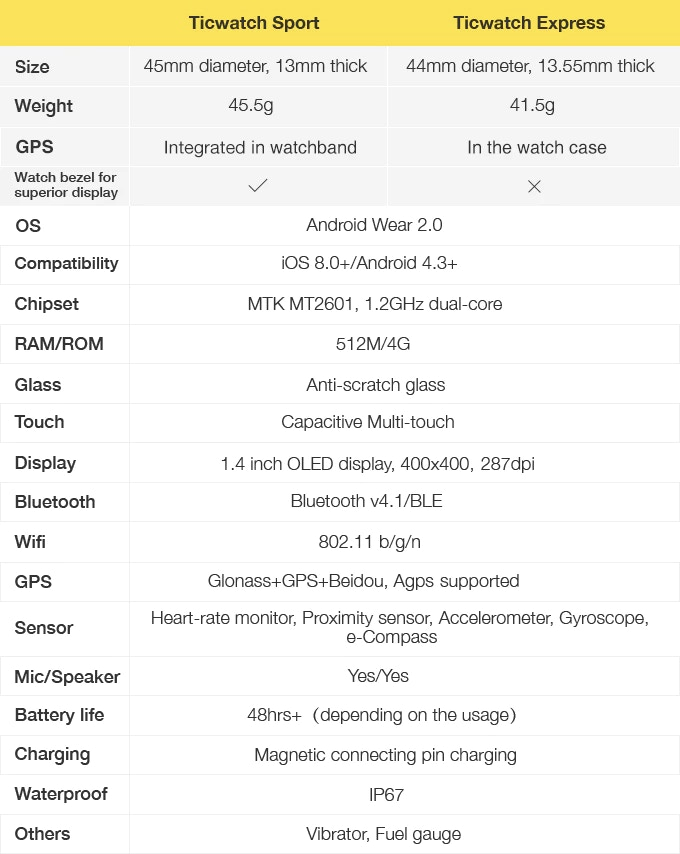 Ticwatch Sport Ticwatch Express
Size 45mm diameter, 13mm thick 44mm diameter, 13.55mm thick
Weight 45.5g 41.5g
GPS Integrated in watchband In the watch case
Watch bezel for
superior display ✓ ×
OS Android Wear 2.0
Compatibility iOS 8.0+/Android 4.3+
Chipset MTK MT2601, 1.2GHz dual-core
RAM/ROM 512M/4G
Glass Anti-scratch glass
Touch Capacitive Multi-touch
Display 1.4 inch OLED display, 400x400, 287dpi
Bluetooth Bluetooth v4.1/BLE
Wifi 802.11 b/g/n
GPS Glonass+GPS+Beidou, Agps supported
Sensor Heart-rate monitor, Proximity sensor, Accelerometer, Gyroscope,
e-Compass
Mic/Speaker Yes/Yes
Battery life 48hrs+（depending on the usage）
Charging Magnetic connecting pin charging
Waterproof IP67
Others Vibrator, Fuel gauge